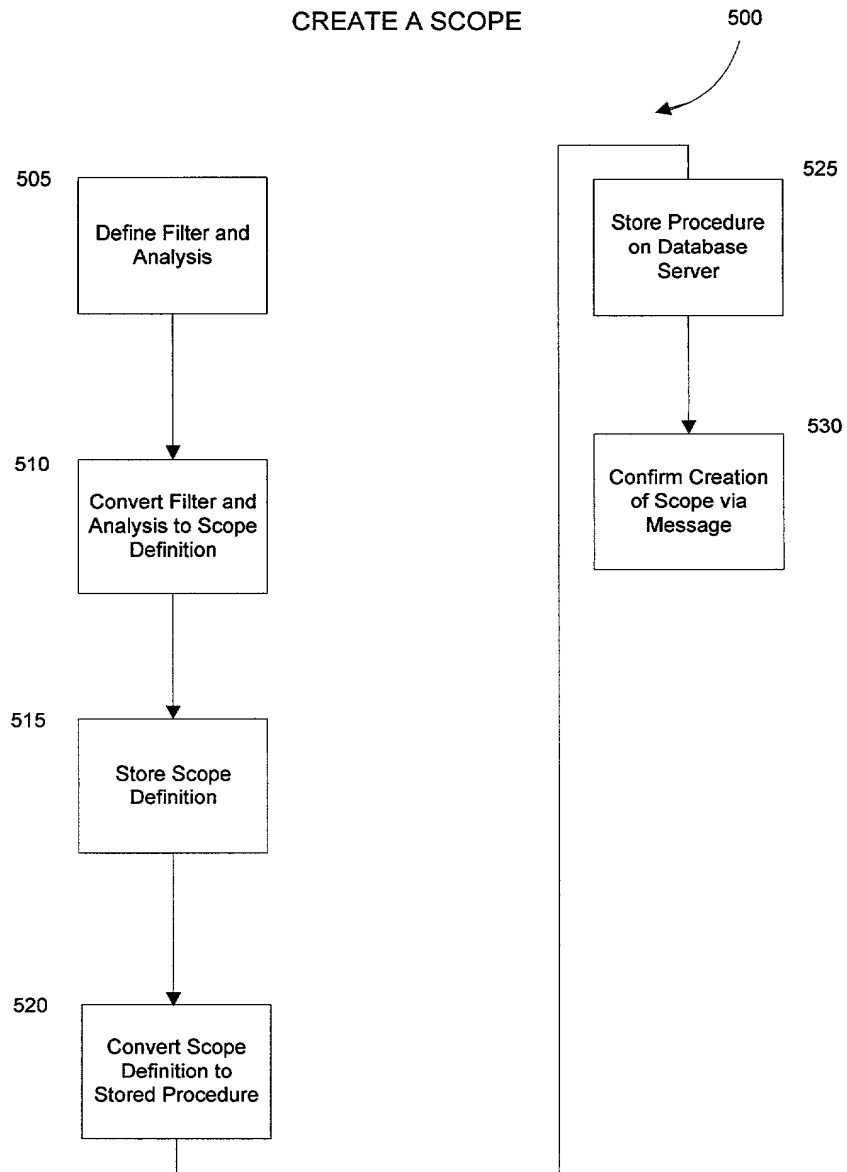 CREATE A SCOPE
500
505
Define Filter and
Analysis
510
Convert Filter and
Analysis to Scope
Definition
515
Store Scope
Definition
520
Convert Scope
Definition to
Stored Procedure
525
Store Procedure
on Database
Server
530
Confirm Creation
of Scope via
Message